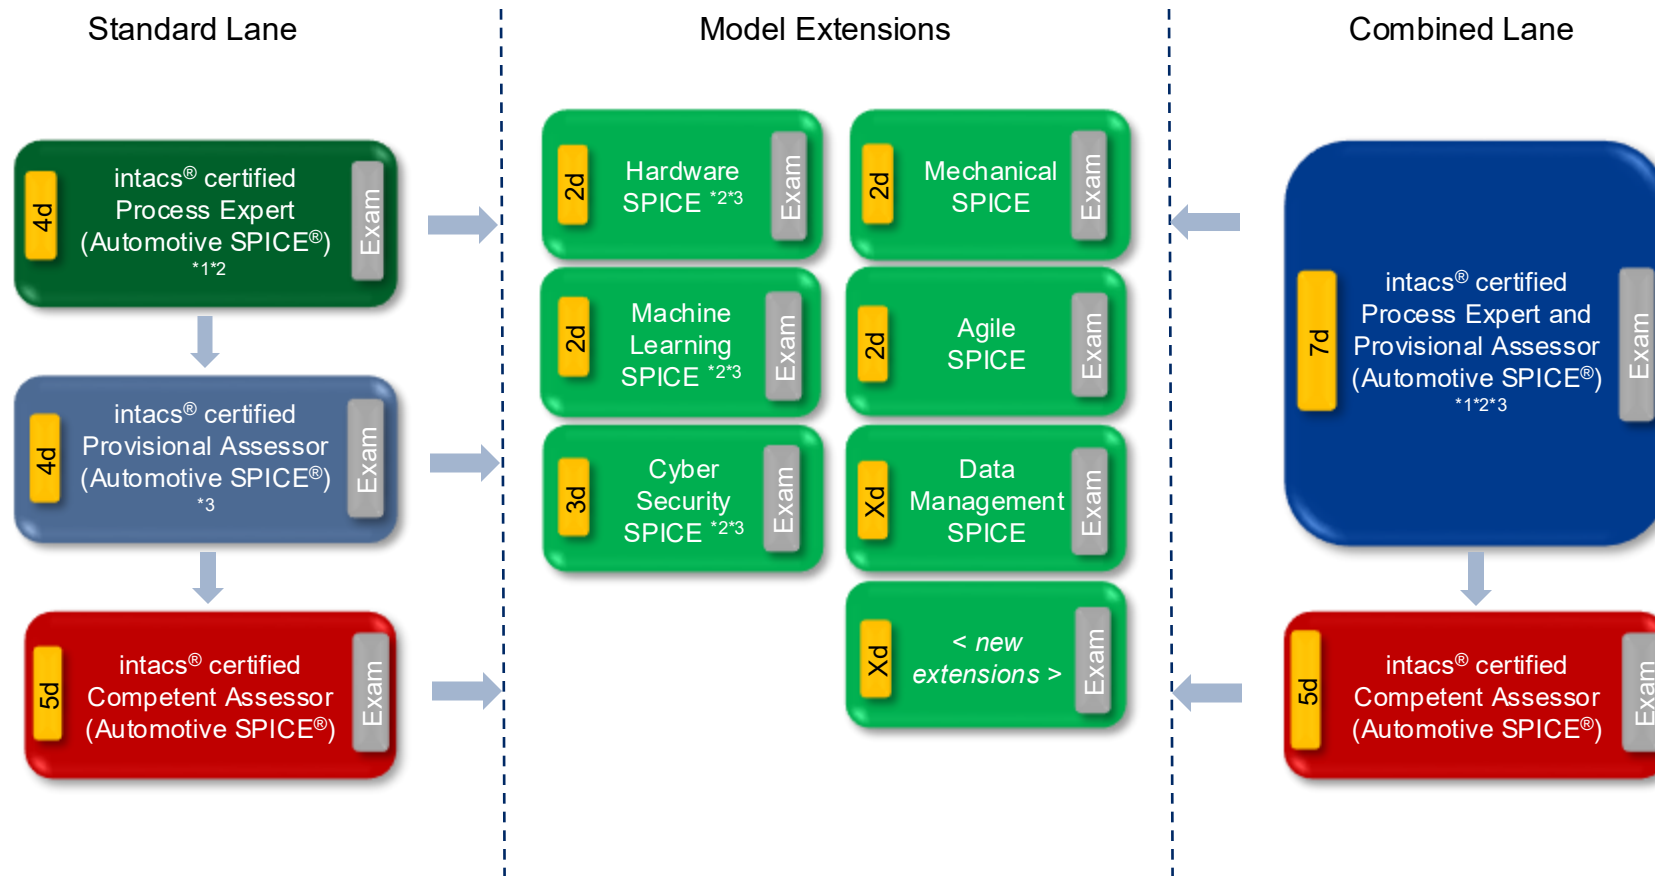 Standard Lane
Model Extensions
Combined Lane
4d
intacs® certified
Process Expert
(Automotive SPICE®)
*1*2
Exam
4d
intacs® certified
Provisional Assessor
(Automotive SPICE®)
*3
Exam
5d
intacs® certified
Competent Assessor
(Automotive SPICE®)
Exam
2d
Hardware
SPICE *2*3
Exam
2d
Mechanical
SPICE
Exam
2d
Machine
Learning
SPICE *2*3
Exam
2d
Agile
SPICE
Exam
3d
Cyber
Security
SPICE *2*3
Exam
Xd
Data
Management
SPICE
Exam
Xd
< new
extensions >
Exam
7d
intacs® certified
Process Expert and
Provisional Assessor
(Automotive SPICE®)
*1*2*3
Exam
5d
intacs® certified
Competent Assessor
(Automotive SPICE®)
Exam